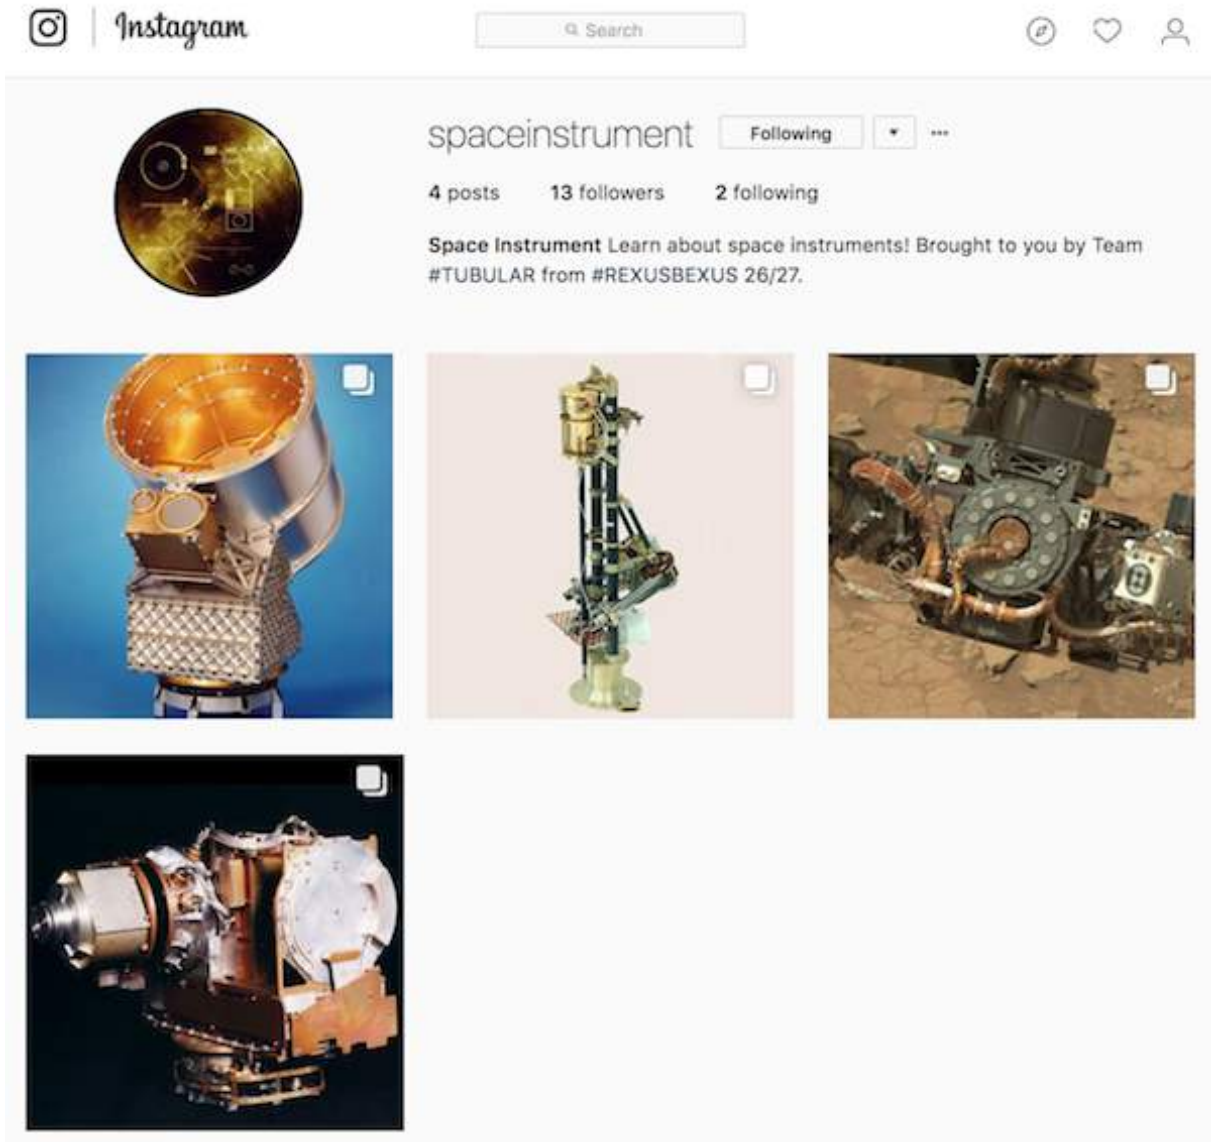 Instagram
Search
spaceinstrument Following
4 posts 13 followers 2 following
Space Instrument Learn about space instruments! Brought to you by Team
#TUBULAR from #REXUSBEXUS 26/27.